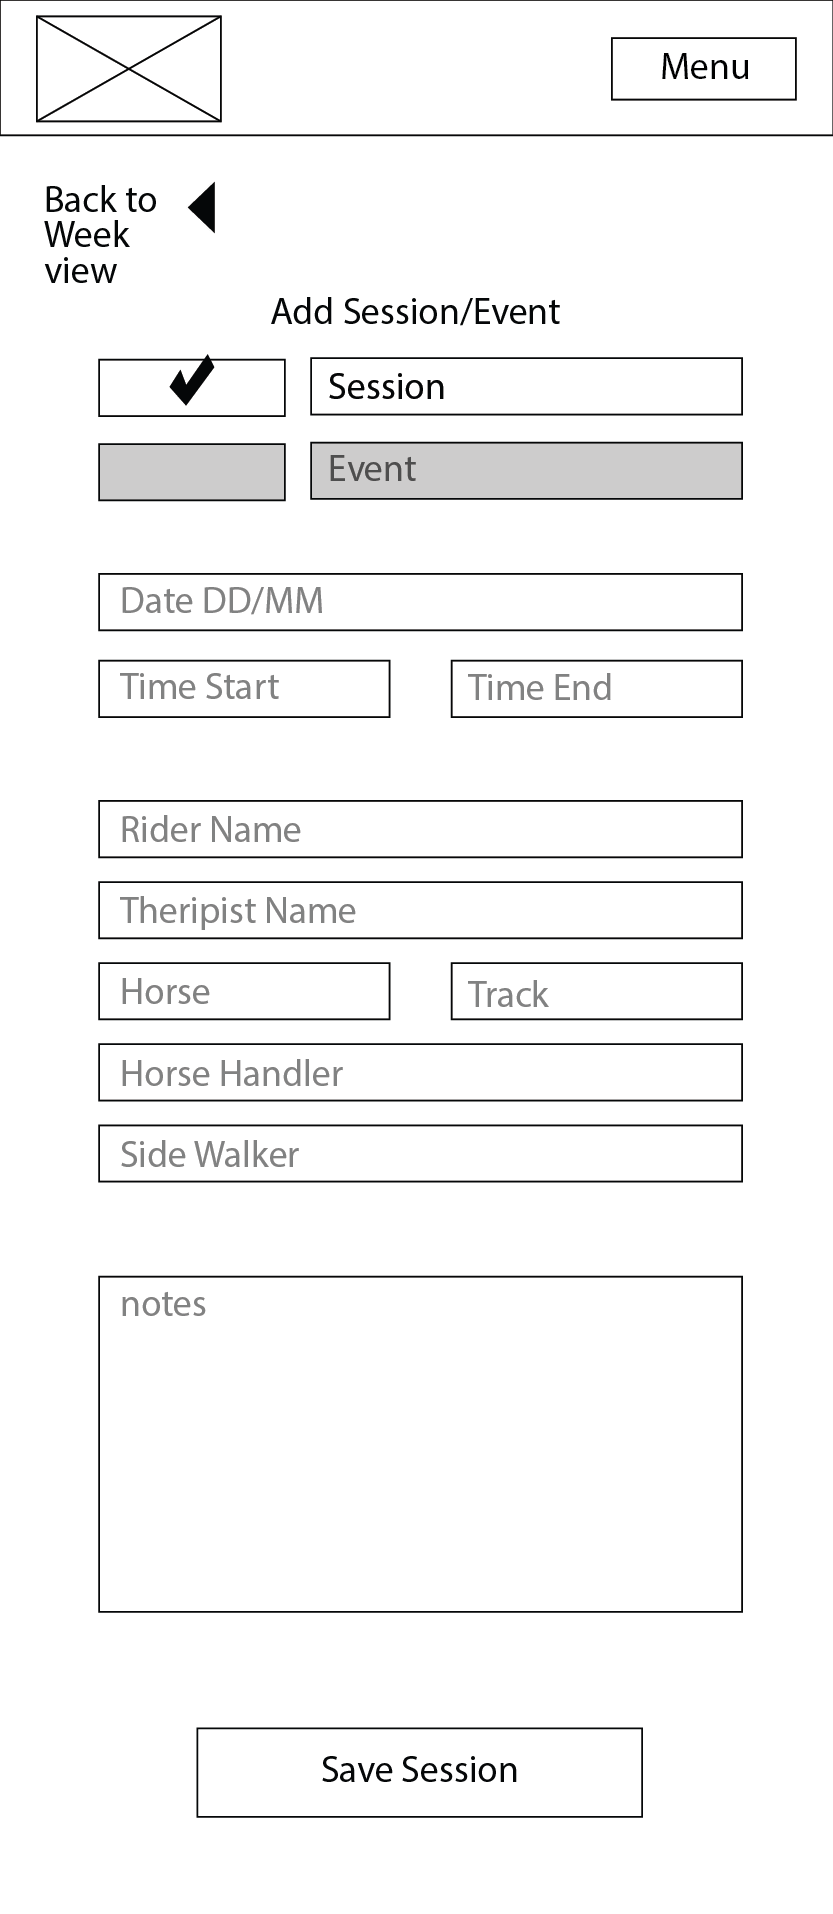 Menu
Back to
Week
view
Add Session/Event
Session
Event
Date DD/MM
Time Start
Time End
Rider Name
Theripist Name
Horse
Track
Horse Handler
Side Walker
notes
Save Session